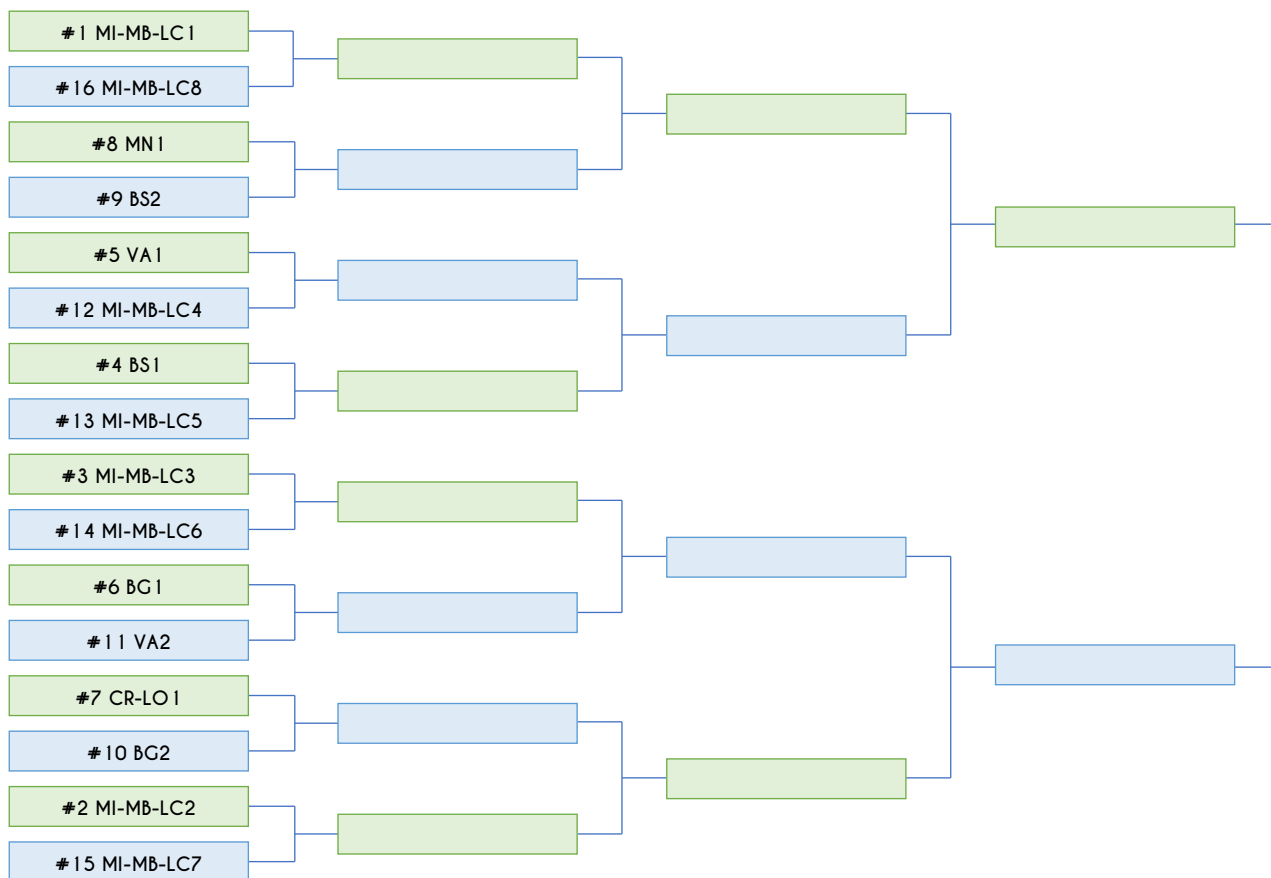 #1 MI-MB-LC1
#16 MI-MB-LC8
#8 MN1
#9 BS2
#5 VA1
#12 MI-MB-LC4
#4 BS1
#13 MI-MB-LC5
#3 MI-MB-LC3
#14 MI-MB-LC6
#6 BG1
#11 VA2
#7 CR-LO1
#10 BG2
#2 MI-MB-LC2
#15 MI-MB-LC7